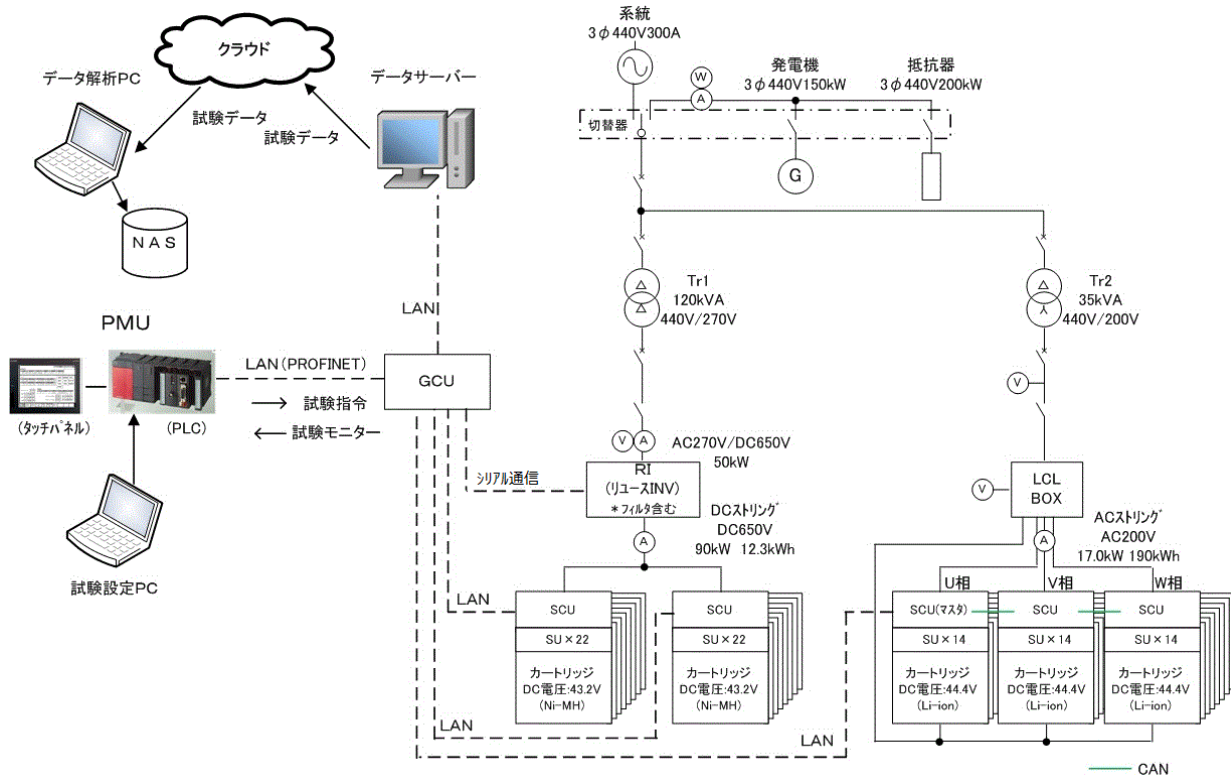 クラウド
データ解析PC
データサーバー
試験データ
試験データ
NAS
LAN
PMU
LAN(PROFINET)
GCU
試験指令
試験モニター
(タッチパネル)
(PLC)
試験設定PC
シリアル通信
LAN
LAN
LAN
系統
3φ440V300A
W
A
発電機
3φ440V150kW
抵抗器
3φ440V200kW
切替器
G
Tr1
120kVA
440V/270V
Tr2
35kVA
440V/200V
V
V A
AC270V/DC650V
50kW
RI
(リユースINV)
*フィルタ含む
A
DCストリング
DC650V
90kW 12.3kWh
V
LCL
BOX
A
ACストリング
AC200V
17.0kW 190kWh
U相
V相
W相
SCU
SU×22
カートリッジ
DC電圧:43.2V
(Ni-MH)
SCU
SU×22
カートリッジ
DC電圧:43.2V
(Ni-MH)
SCU(マスタ)
SU×14
カートリッジ
DC電圧:44.4V
(Li-ion)
SCU
SU×14
カートリッジ
DC電圧:44.4V
(Li-ion)
SCU
SU×14
カートリッジ
DC電圧:44.4V
(Li-ion)
CAN